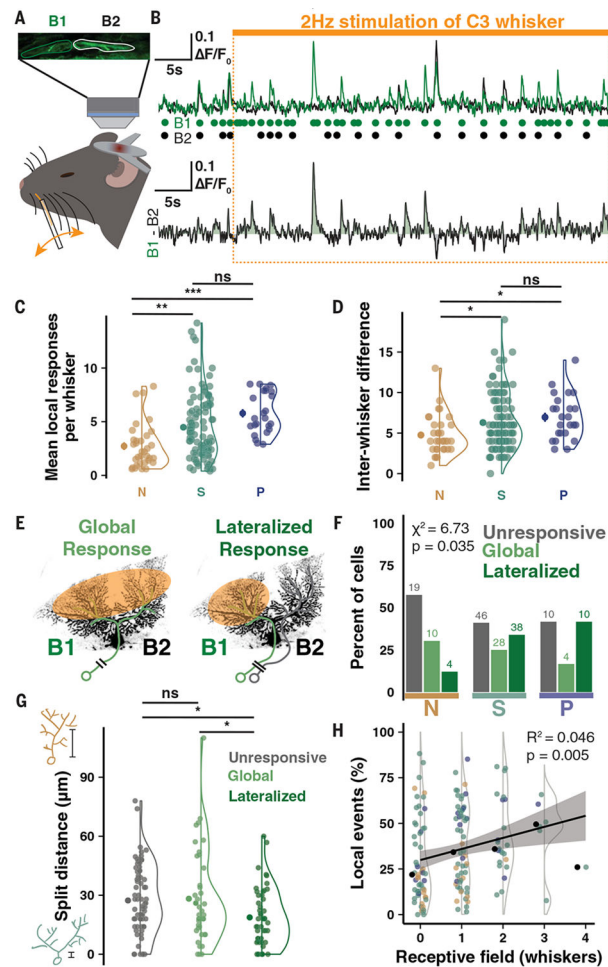 A
B1 B2
B
0.1
ΔF/F0
5s
2Hz stimulation of C3 whisker
B1
B2
0.1
ΔF/F0
5s
B1 - B2
C
ns
***
**
Mean local responses
per whisker
10
5
0
N S P
D
ns
*
*
Inter-whisker difference
15
10
5
0
N S P
E
Global
Response
Lateralized
Response
B1 B2
B1 B2
F
Percent of cells
100
75
50
25
0
χ² = 6.73
p = 0.035
Unresponsive
Global
Lateralized
19 10 4
46 28 38
10 4 10
N S P
G
ns
*
*
Unresponsive
Global
Lateralized
Split distance (µm)
90
60
30
0
H
R² = 0.046
p = 0.005
Local events (%)
100
75
50
25
0
0 1 2 3 4
Receptive field (whiskers)